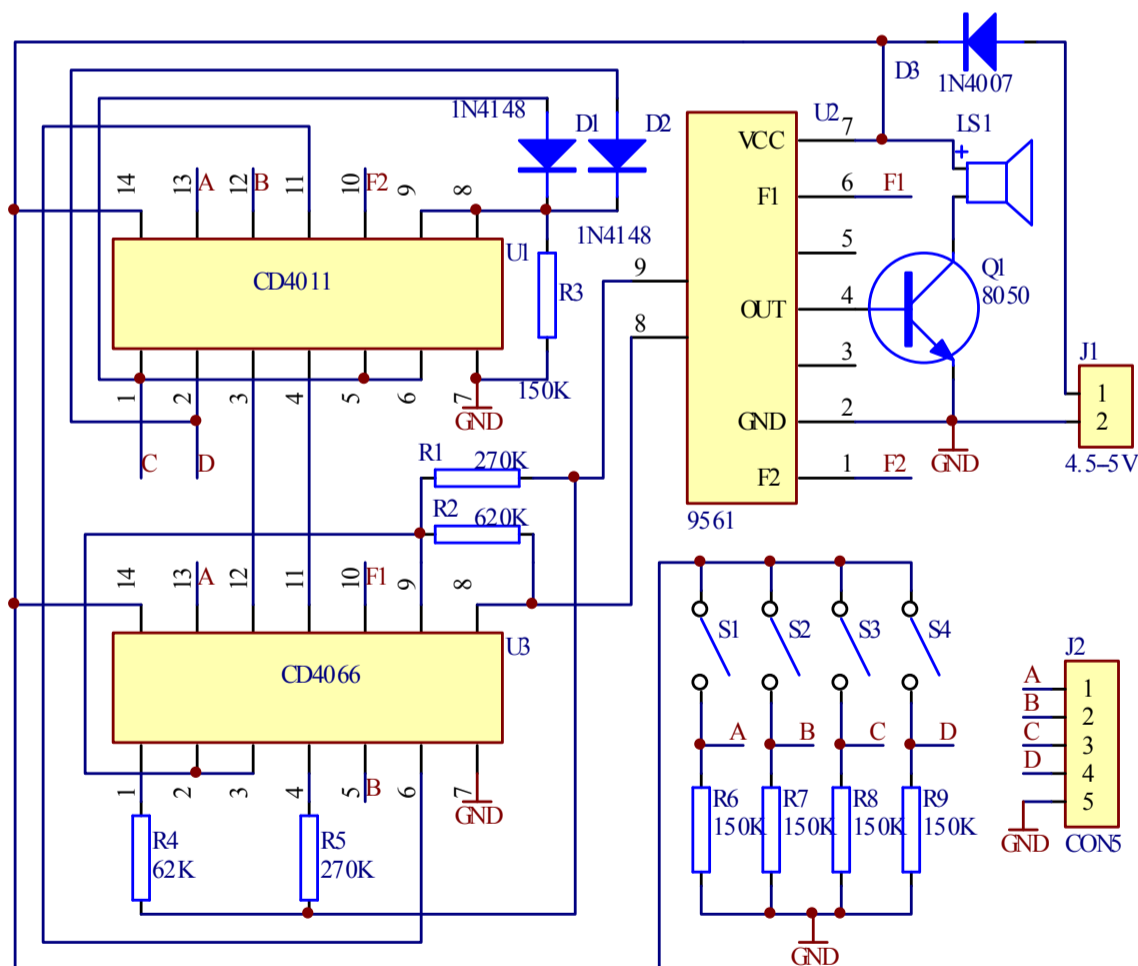 D3
1N4007
1N4148
D1
D2
U2
7
LS1
+
VCC
14
13
A
12
B
11
10
F2
9
8
F1
6
F1
5
1N4148
U1
CD4011
R3
9
8
OUT
4
Q1
8050
3
J1
1
2
4.5-5V
1
2
3
4
5
6
7
150K
GND
GND
2
GND
C
D
R1
270K
R2
620K
F2
1
F2
9561
14
13
A
12
11
10
F1
9
8
U3
CD4066
S1
S2
S3
S4
J2
A
1
B
2
C
3
D
4
5
GND
CON5
A
B
C
D
1
2
3
4
5
B
6
7
GND
R4
62K
R5
270K
R6
150K
R7
150K
R8
150K
R9
150K
GND